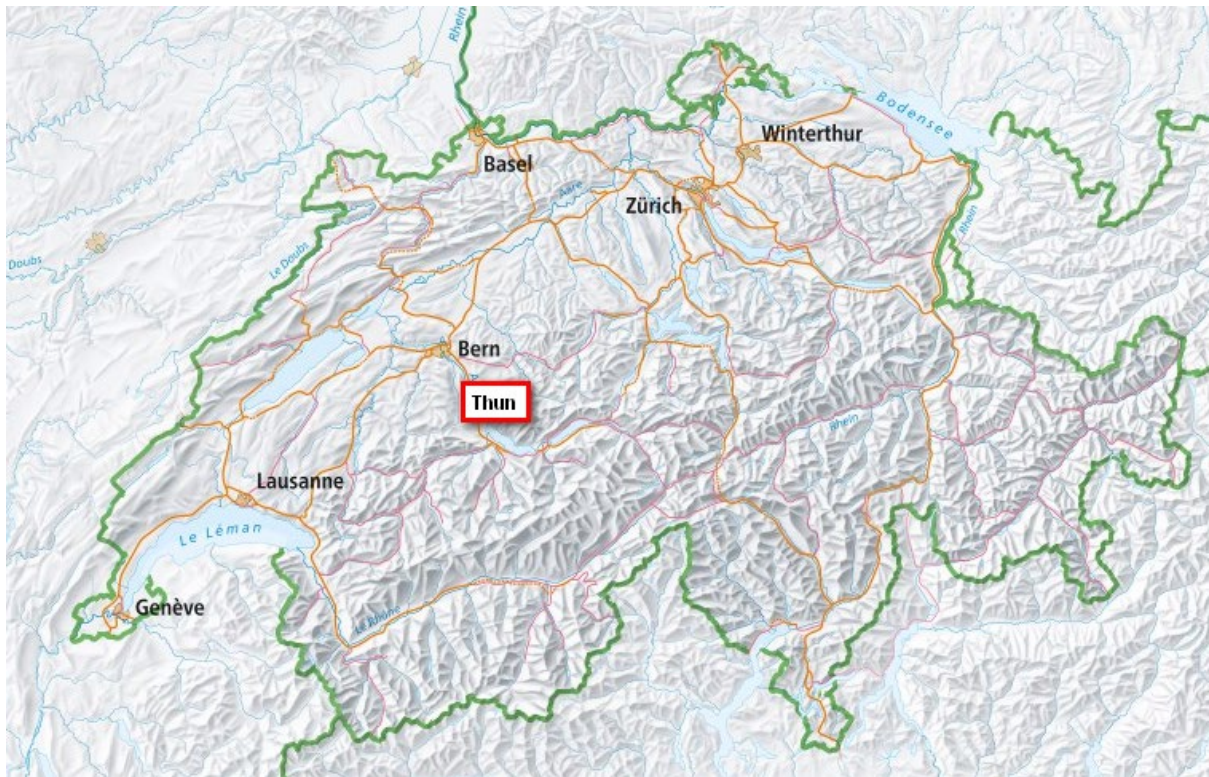 Rhein
Bodensee
Winterthur
Basel
Aare
Zürich
Rhein
Le Doubs
Doubs
Bern
Thun
Rhein
Lausanne
Le Léman
Genève
Le Rhône